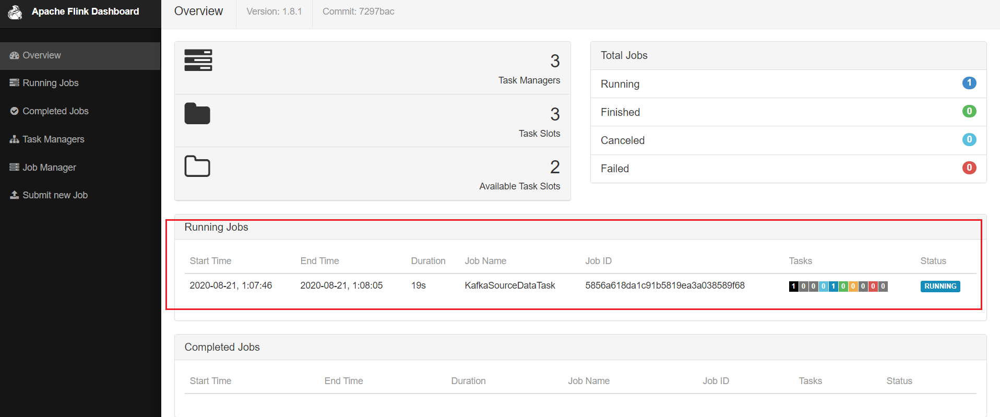 Apache Flink Dashboard
Overview
Running Jobs
Completed Jobs
Task Managers
Job Manager
Submit new Job
Overview Version: 1.8.1 Commit: 7297bac
3
Task Managers
3
Task Slots
2
Available Task Slots
Total Jobs
Running 1
Finished 0
Canceled 0
Failed 0
Running Jobs
Start Time End Time Duration Job Name Job ID Tasks Status
2020-08-21, 1:07:46 2020-08-21, 1:08:05 19s KafkaSourceDataTask 5856a618da1c91b5819ea3a038589f68 1 0 0 0 1 0 0 0 0 0 RUNNING
Completed Jobs
Start Time End Time Duration Job Name Job ID Tasks Status